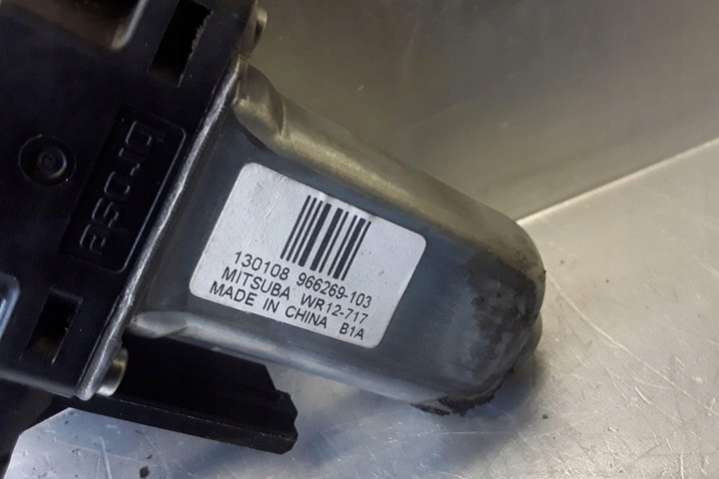 brose
130108 966269-103
MITSUBA WR12-717
MADE IN CHINA B1A